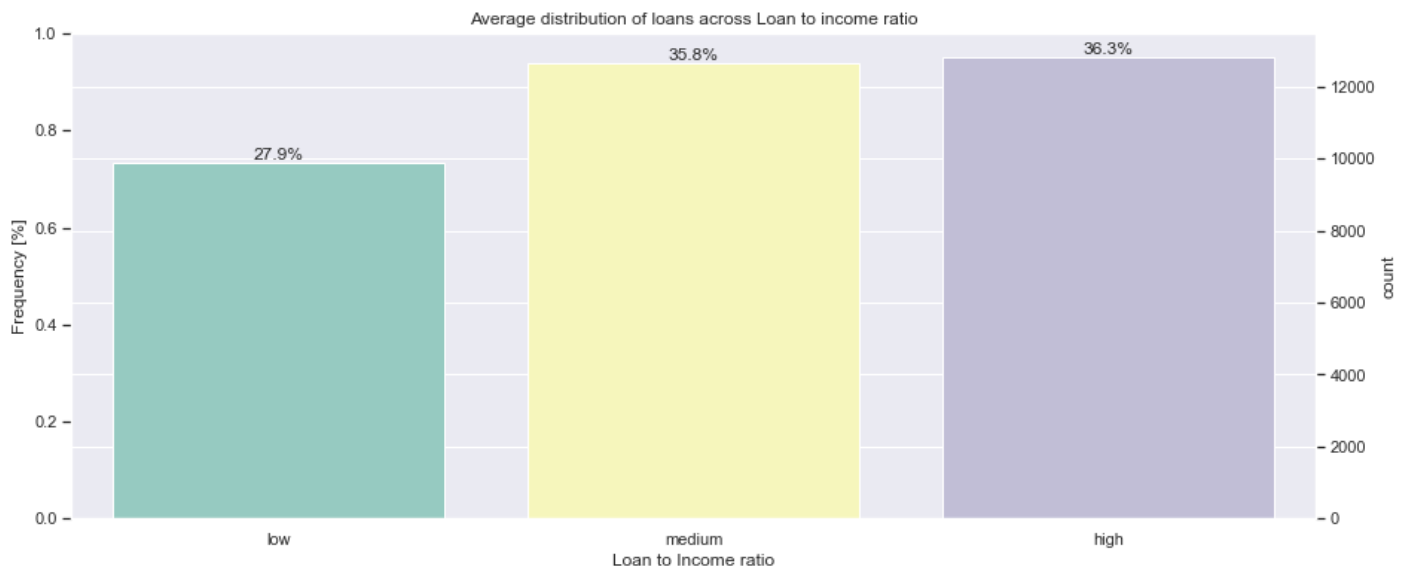 Average distribution of loans across Loan to income ratio
1.0
0.8
0.6
0.4
0.2
0.0
Frequency [%]
27.9%
35.8%
36.3%
12000
10000
8000
6000
4000
2000
0
count
low
medium
high
Loan to Income ratio